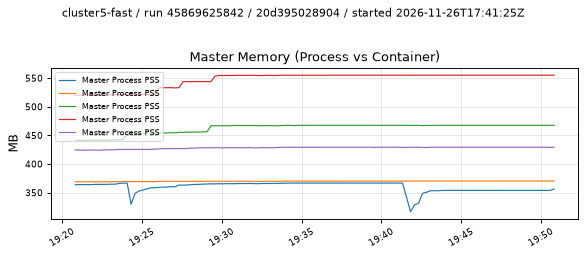 cluster5-fast / run 45869625842 / 20d395028904 / started 2026-11-26T17:41:25Z
Master Memory (Process vs Container)
Master Process PSS
Master Process PSS
Master Process PSS
Master Process PSS
Master Process PSS
MB
550
500
450
400
350
19:20
19:25
19:30
19:35
19:40
19:45
19:50